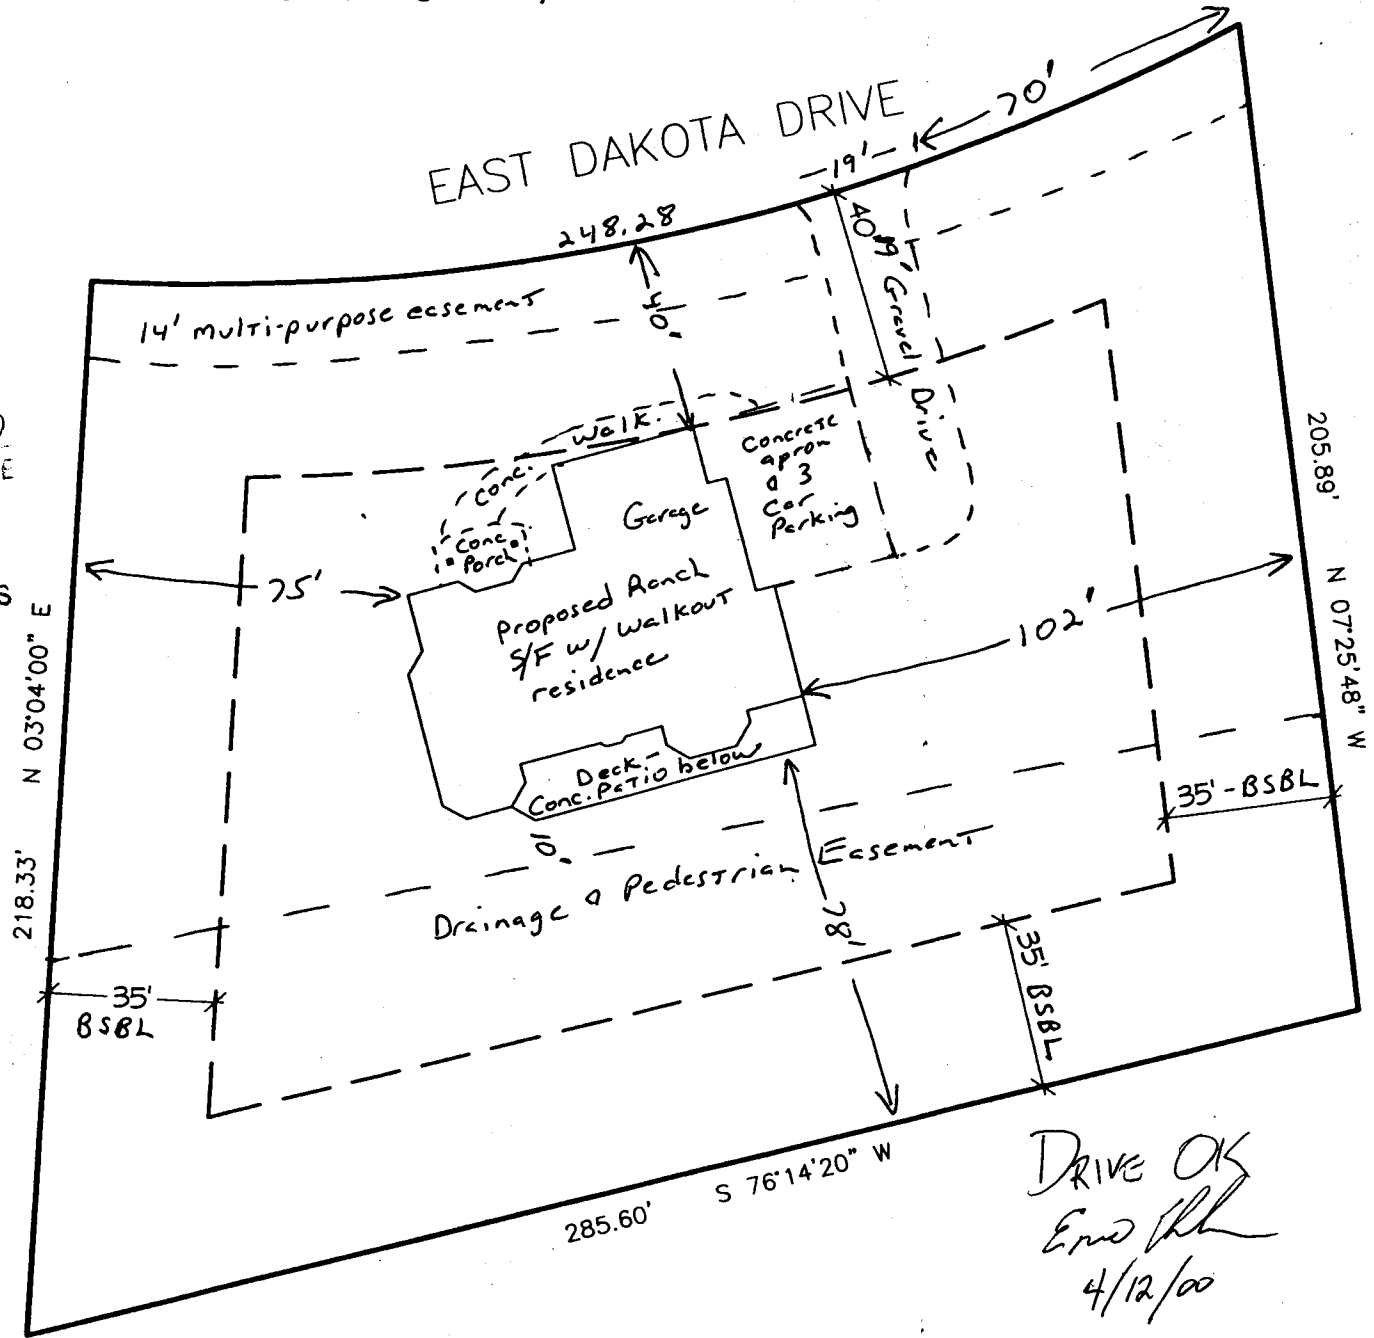 EAST DAKOTA DRIVE
70'
19'
248.28
40'
40'
19' Gravel
Drive
14' multi-purpose easement
Conc. Walk.
Conc.
Porch
Garage
Concrete
apron
& 3
Car
Parking
75'
Proposed Ranch
S/F w/ Walkout
residence
102'
205.89'
N 07°25'48" W
N 03°04'00" E
218.33'
Deck-
Conc. Patio below
10'
Drainage & Pedestrian Easement
78'
35'-BSBL
35'
BSBL
35' BSBL
285.60'
S 76°14'20" W
DRIVE OK
4/12/00